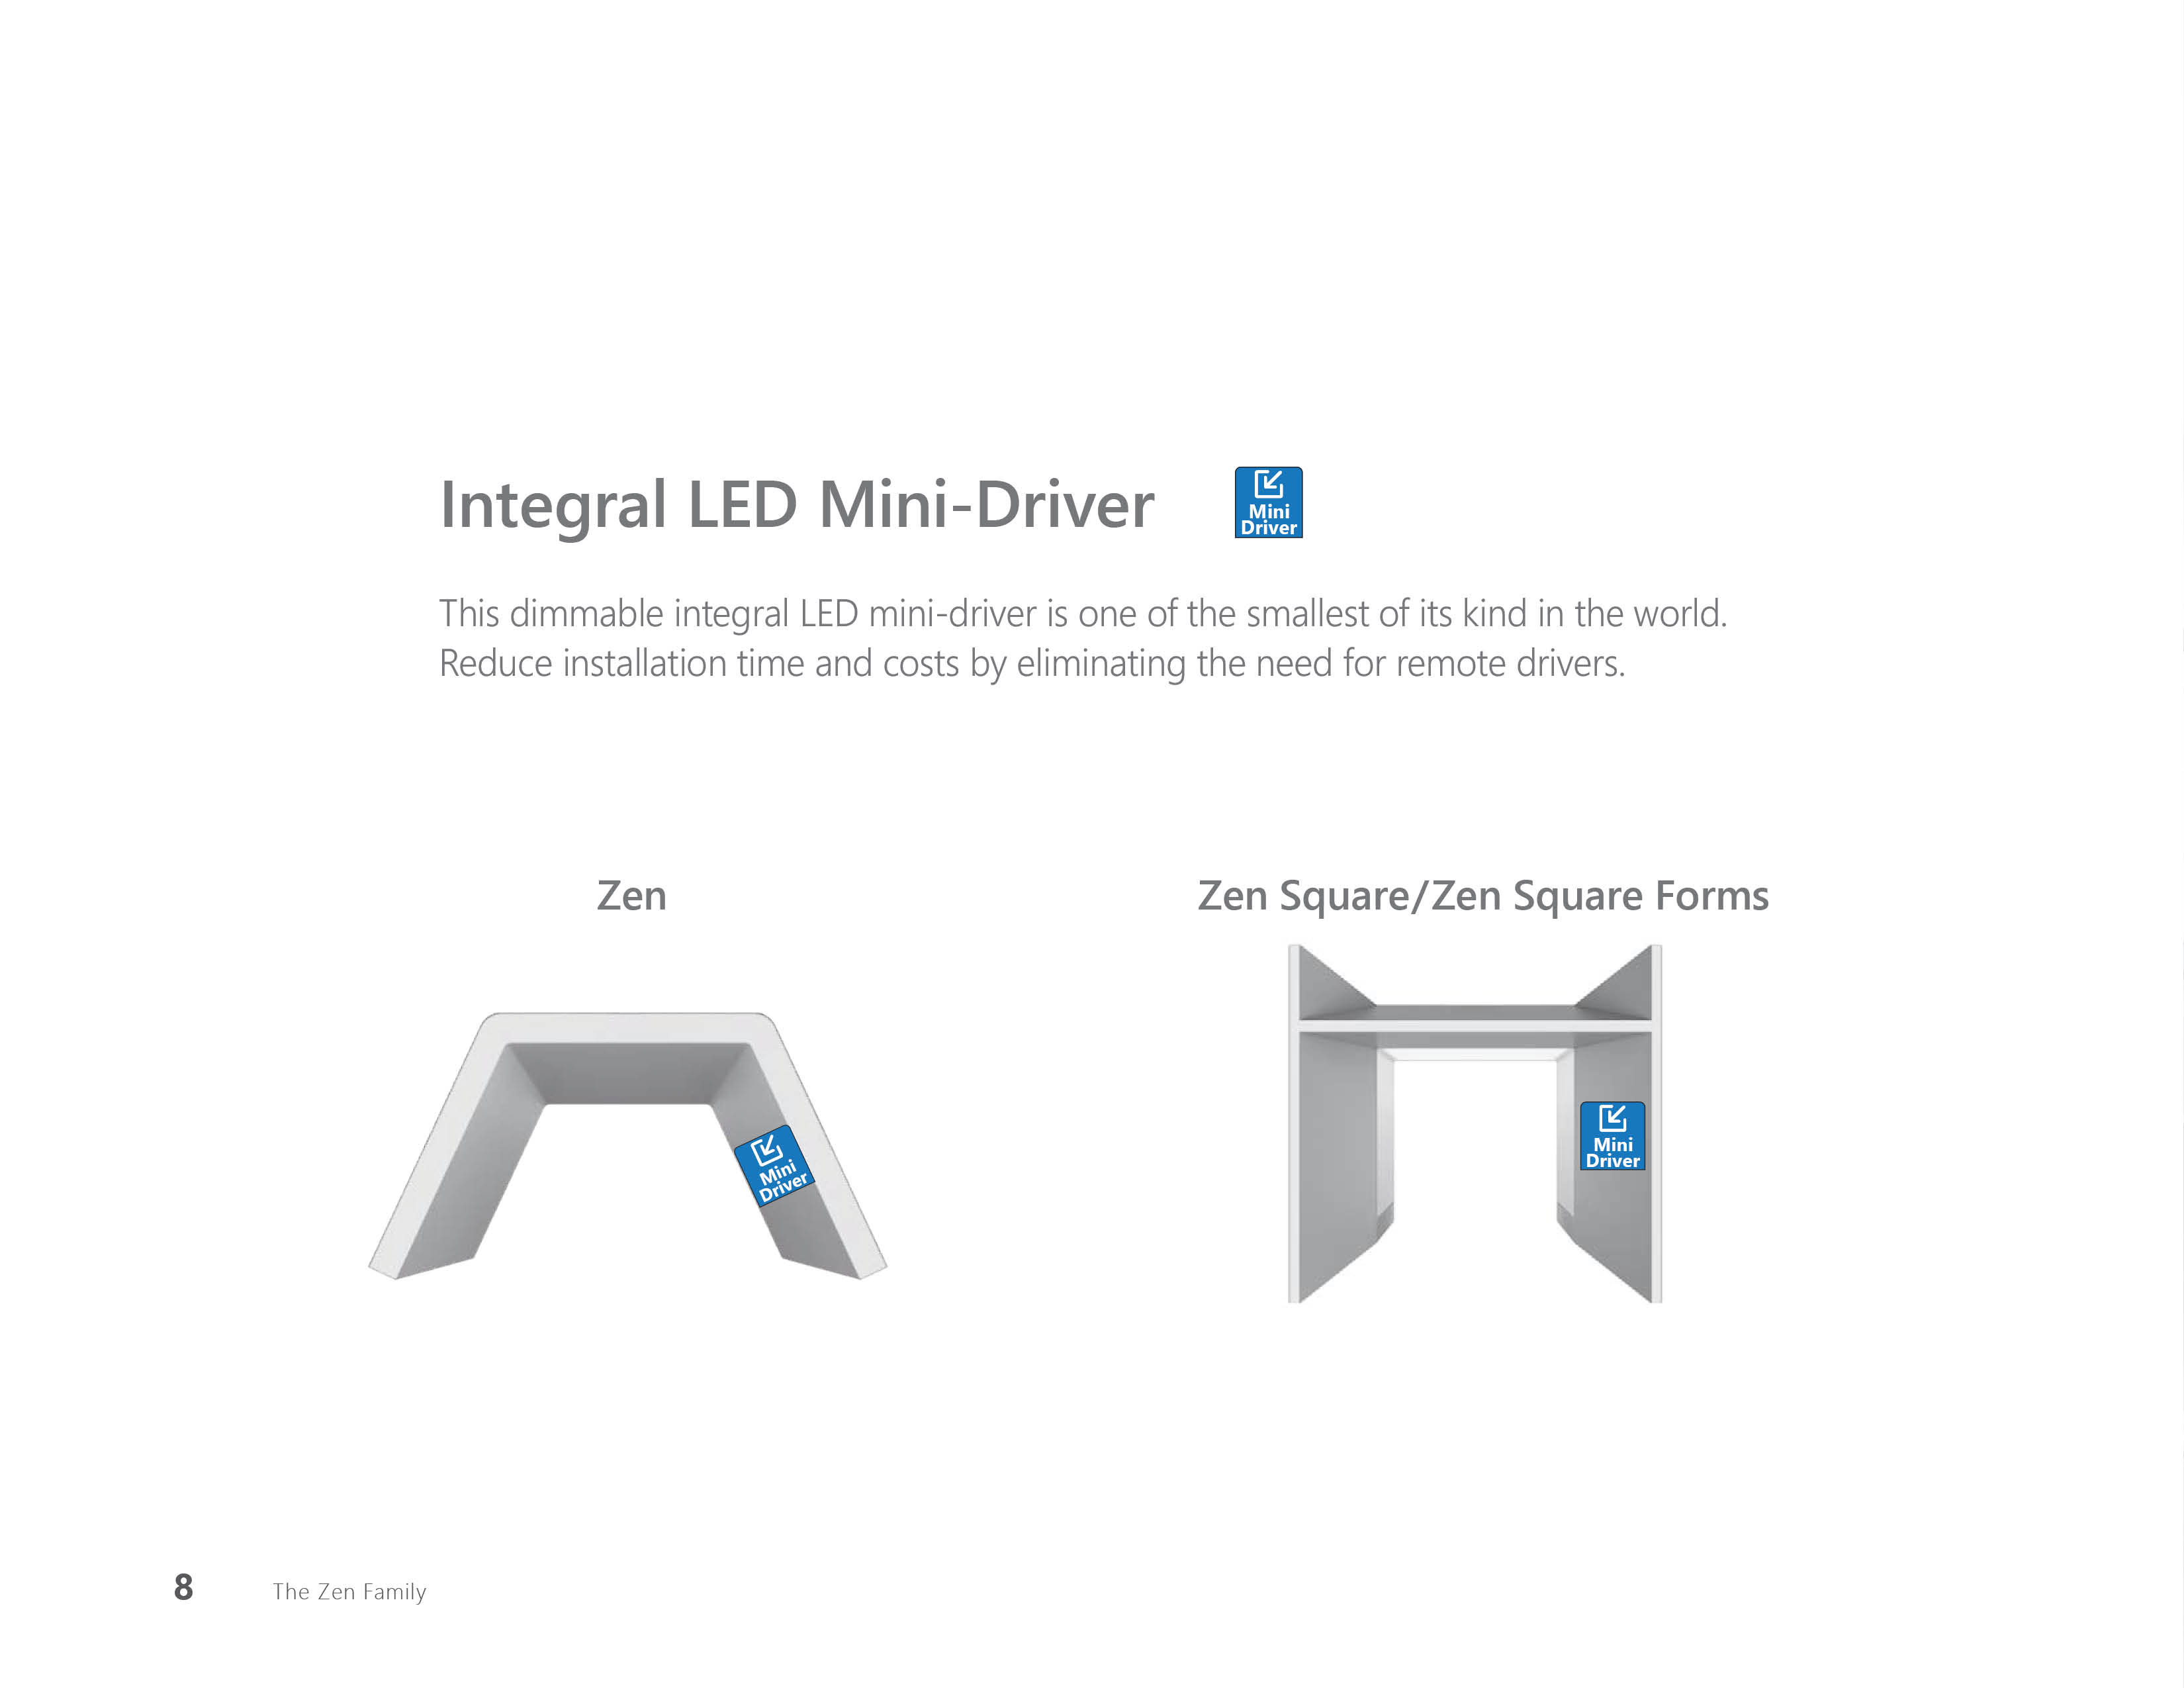 Integral LED Mini-Driver
Mini
Driver
This dimmable integral LED mini-driver is one of the smallest of its kind in the world.
Reduce installation time and costs by eliminating the need for remote drivers.
Zen
Zen Square/Zen Square Forms
Mini
Driver
Mini
Driver
8 The Zen Family